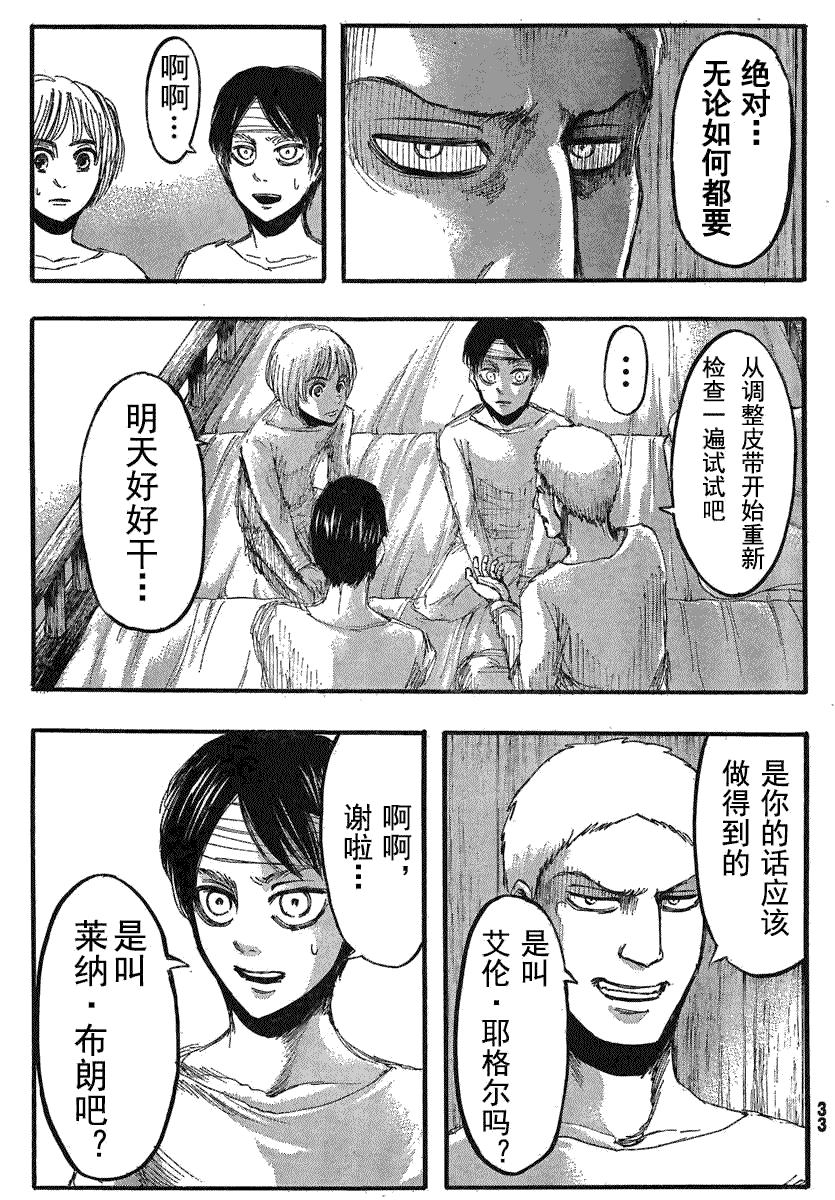 绝对…
无论如何都要
啊啊…
从调整皮带开始重新
检查一遍试试吧
…
明天好好干…
是你的话应该
做得到的
是叫
艾伦·耶格尔吗？
啊啊，
谢啦…
是叫
莱纳·布朗吧？
33